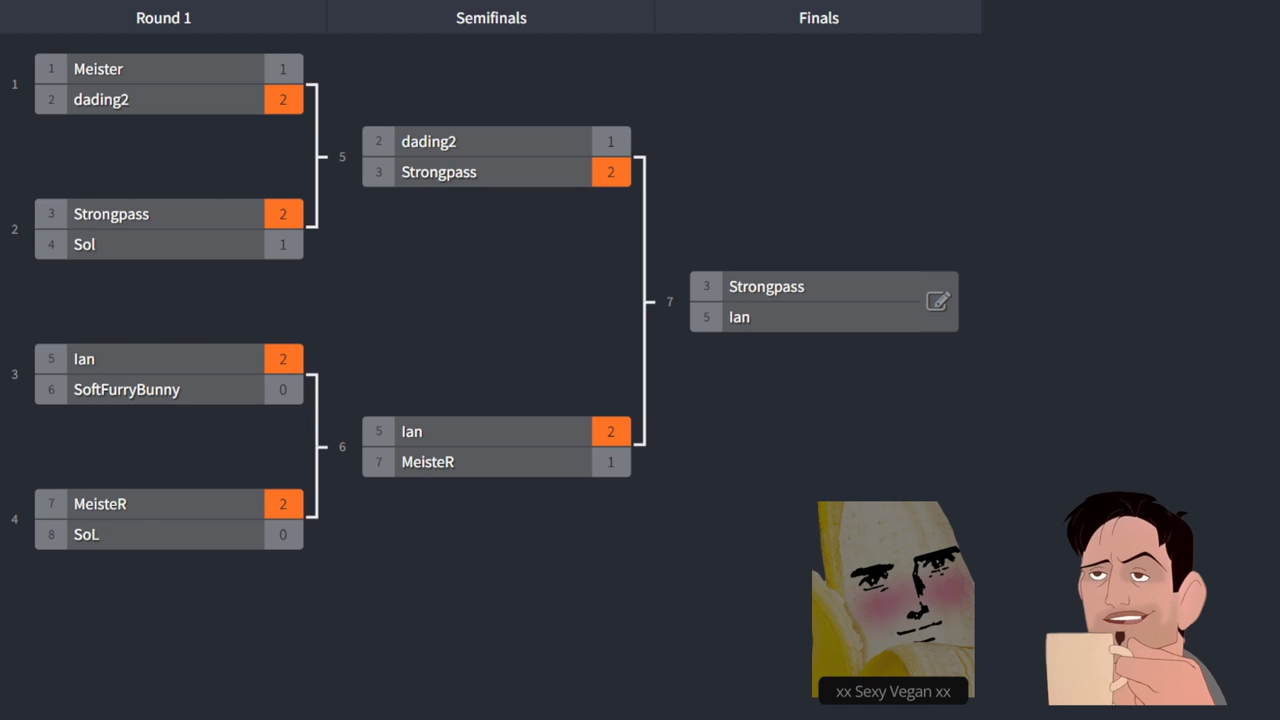 Round 1
Semifinals
Finals
1
1 Meister 1
2 dading2 2
2
3 Strongpass 2
4 Sol 1
3
5 Ian 2
6 SoftFurryBunny 0
4
7 MeisteR 2
8 SoL 0
5
2 dading2 1
3 Strongpass 2
6
5 Ian 2
7 MeisteR 1
7
3 Strongpass
5 Ian
xx Sexy Vegan xx